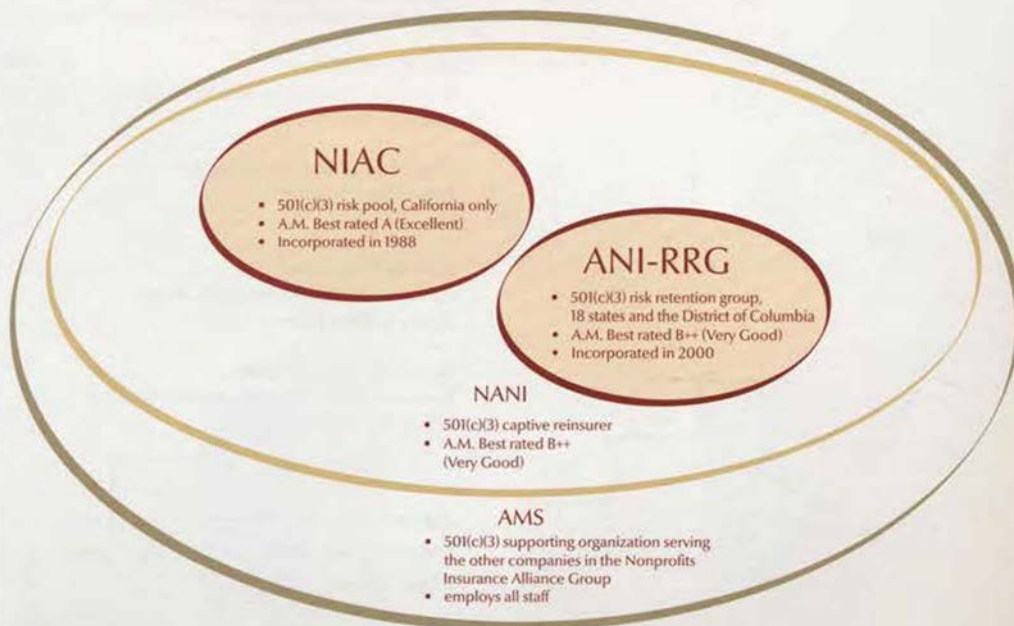 NIAC
• 501(c)(3) risk pool, California only
• A.M. Best rated A (Excellent)
• Incorporated in 1988
ANI-RRG
• 501(c)(3) risk retention group,
18 states and the District of Columbia
• A.M. Best rated B++ (Very Good)
• Incorporated in 2000
NANI
• 501(c)(3) captive reinsurer
• A.M. Best rated B++
(Very Good)
AMS
• 501(c)(3) supporting organization serving
the other companies in the Nonprofits
Insurance Alliance Group
• employs all staff